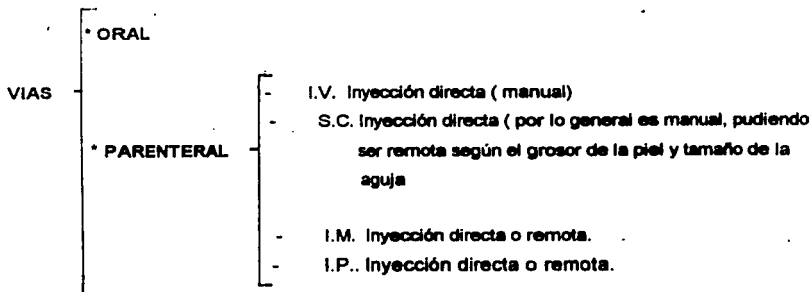 * ORAL
VIAS
I.V. Inyección directa ( manual)
S.C. Inyección directa ( por lo general es manual, pudiendo
* PARENTERAL
ser remota según el grosor de la piel y tamaño de la
aguja
I.M. Inyección directa o remota.
I.P.. Inyección directa o remota.